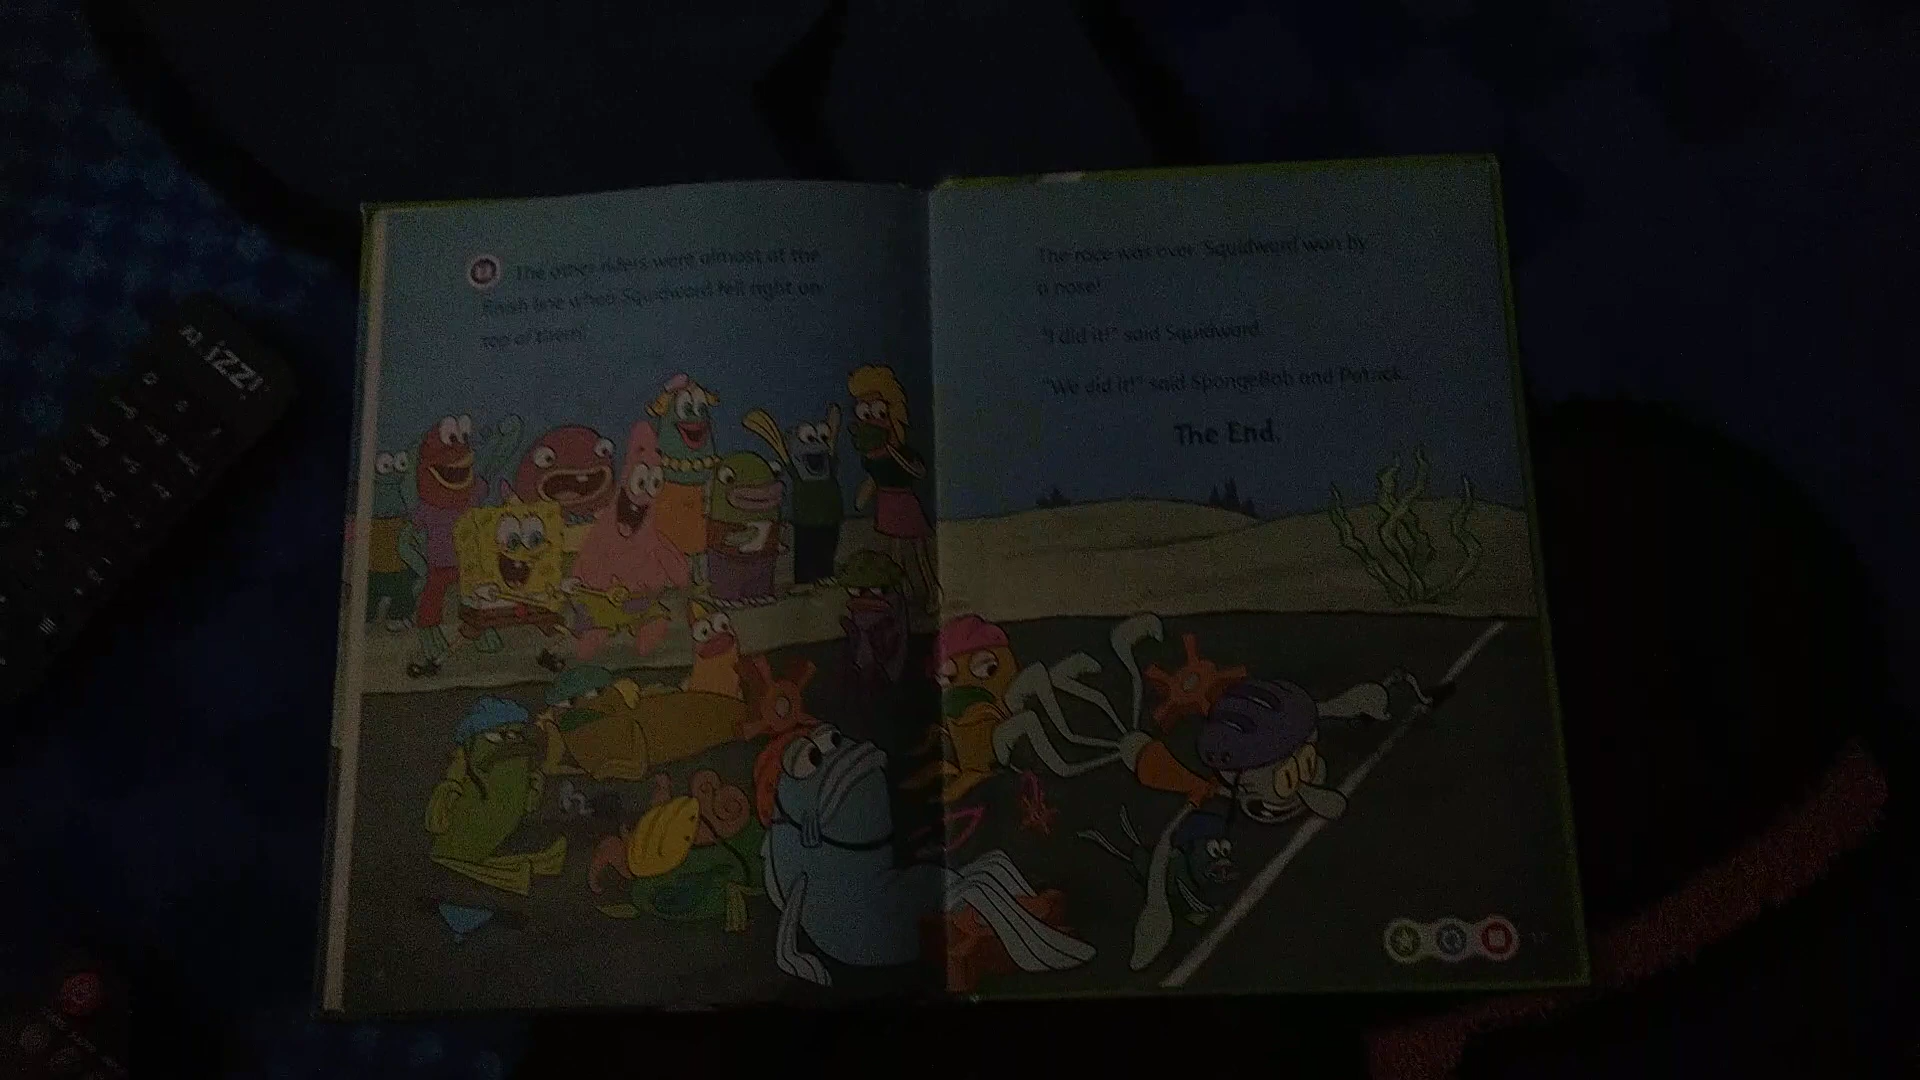 The other riders were almost at the
finish line when Squidward fell right on
top of them.
The race was over. Squidward won by
a nose!
"I did it!" said Squidward.
"We did it!" said SpongeBob and Patrick.
The End.